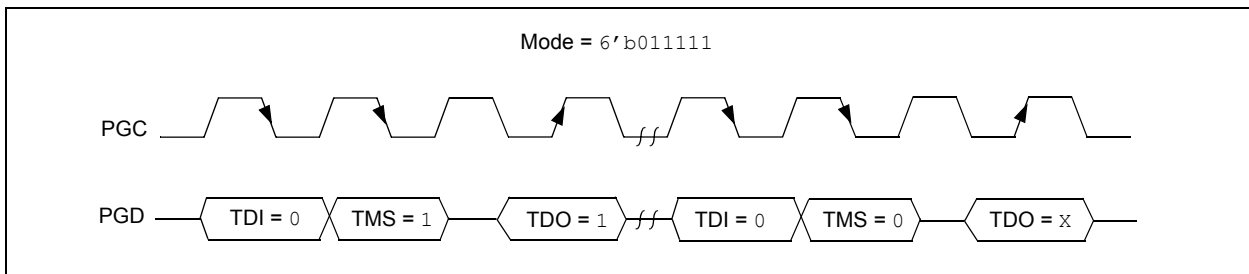 Mode = 6'b011111
PGC
PGD TDI = 0 TMS = 1 TDO = 1 TDI = 0 TMS = 0 TDO = X